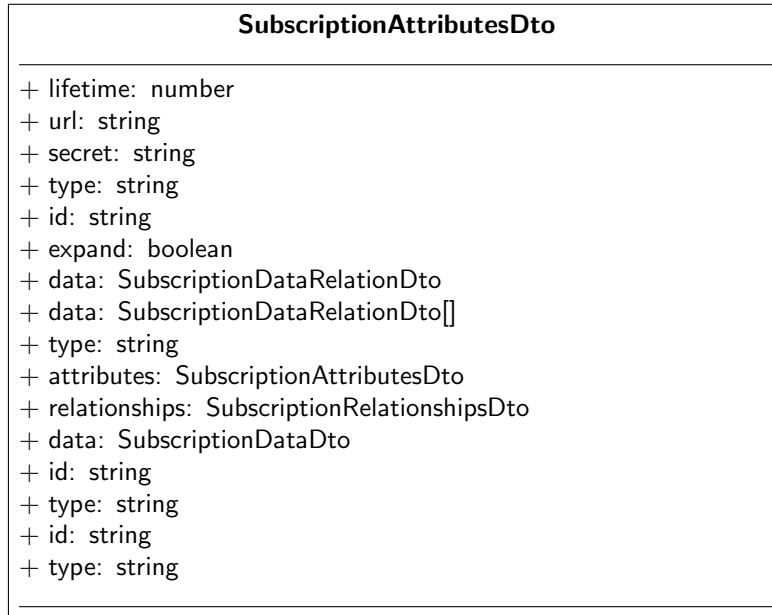 SubscriptionAttributesDto
+ lifetime: number
+ url: string
+ secret: string
+ type: string
+ id: string
+ expand: boolean
+ data: SubscriptionDataRelationDto
+ data: SubscriptionDataRelationDto[]
+ type: string
+ attributes: SubscriptionAttributesDto
+ relationships: SubscriptionRelationshipsDto
+ data: SubscriptionDataDto
+ id: string
+ type: string
+ id: string
+ type: string